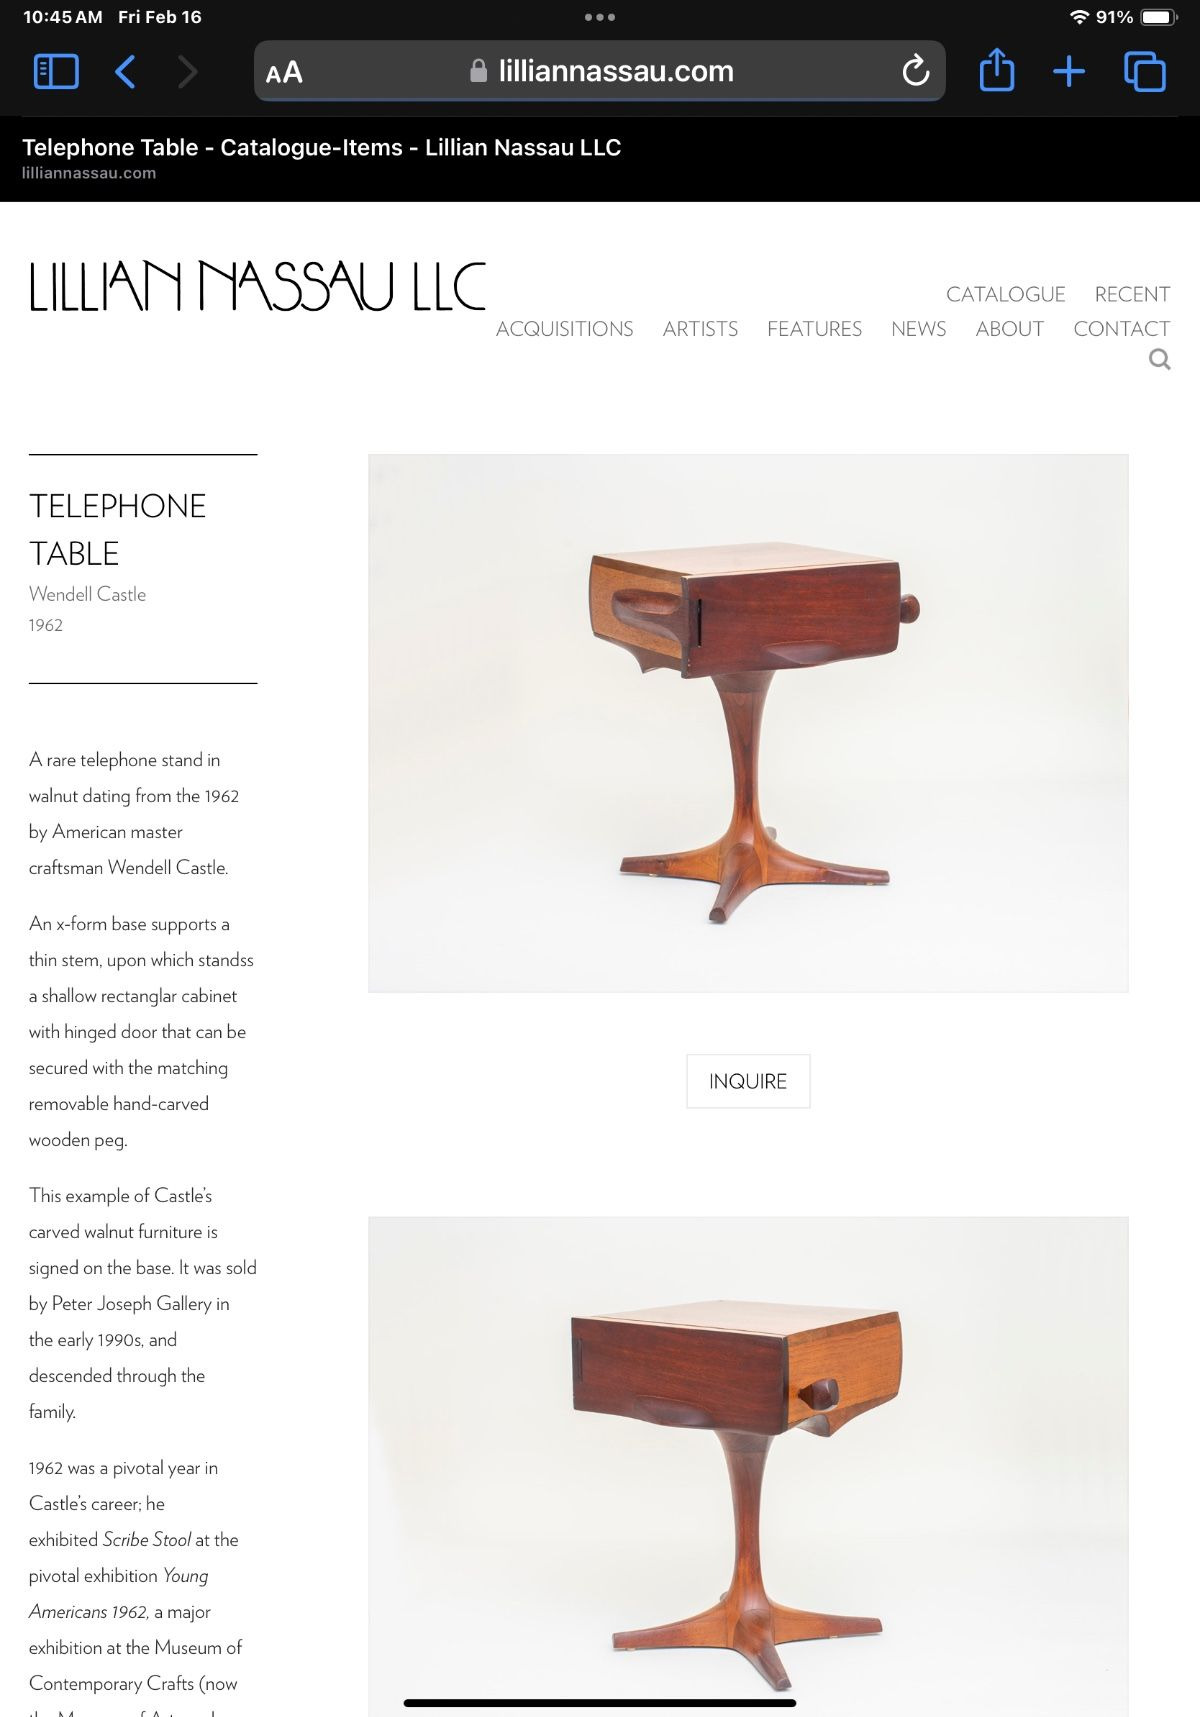 10:45 AM Fri Feb 16
91%
AA
lilliannassau.com
Telephone Table - Catalogue-Items - Lillian Nassau LLC
lilliannassau.com
LILLIAN NASSAU LLC
CATALOGUE RECENT
ACQUISITIONS ARTISTS FEATURES NEWS ABOUT CONTACT
TELEPHONE
TABLE
Wendell Castle
1962
A rare telephone stand in
walnut dating from the 1962
by American master
craftsman Wendell Castle.
An x-form base supports a
thin stem, upon which standss
a shallow rectanglar cabinet
with hinged door that can be
secured with the matching
removable hand-carved
wooden peg.
This example of Castle's
carved walnut furniture is
signed on the base. It was sold
by Peter Joseph Gallery in
the early 1990s, and
descended through the
family.
1962 was a pivotal year in
Castle's career; he
exhibited Scribe Stool at the
pivotal exhibition Young
Americans 1962, a major
exhibition at the Museum of
Contemporary Crafts (now
INQUIRE